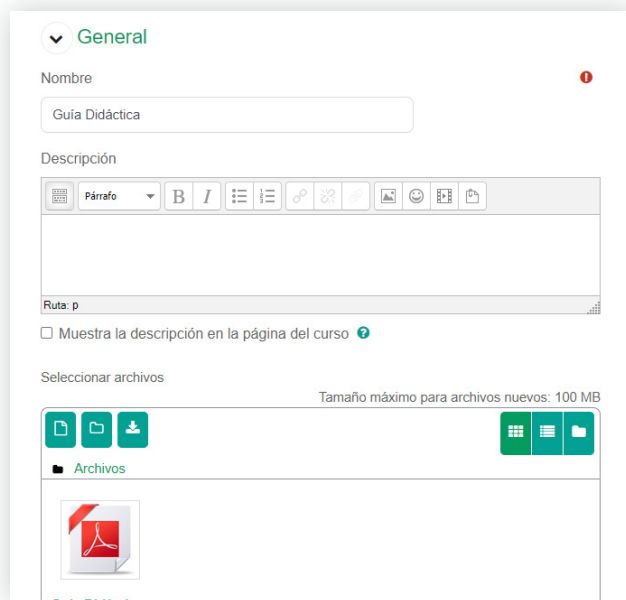 General
Nombre
Guía Didáctica
Descripción
Párrafo
B I
Ruta: p
Muestra la descripción en la página del curso
Seleccionar archivos
Tamaño máximo para archivos nuevos: 100 MB
Archivos